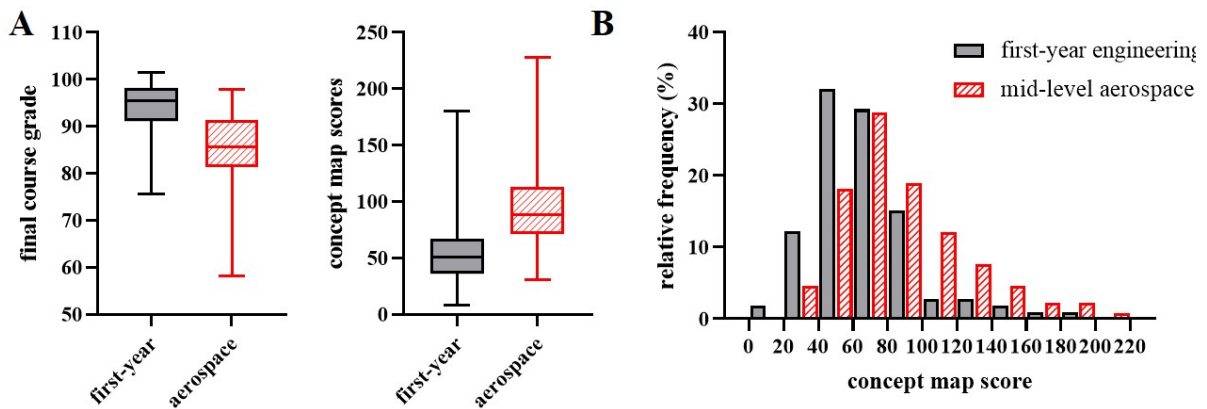 A
final course grade
110
100
90
80
70
60
50
first-year
aerospace
concept map scores
250
200
150
100
50
0
first-year
aerospace
B
relative frequency (%)
40
30
20
10
0
first-year engineering
mid-level aerospace
0 20 40 60 80 100 120 140 160 180 200 220
concept map score